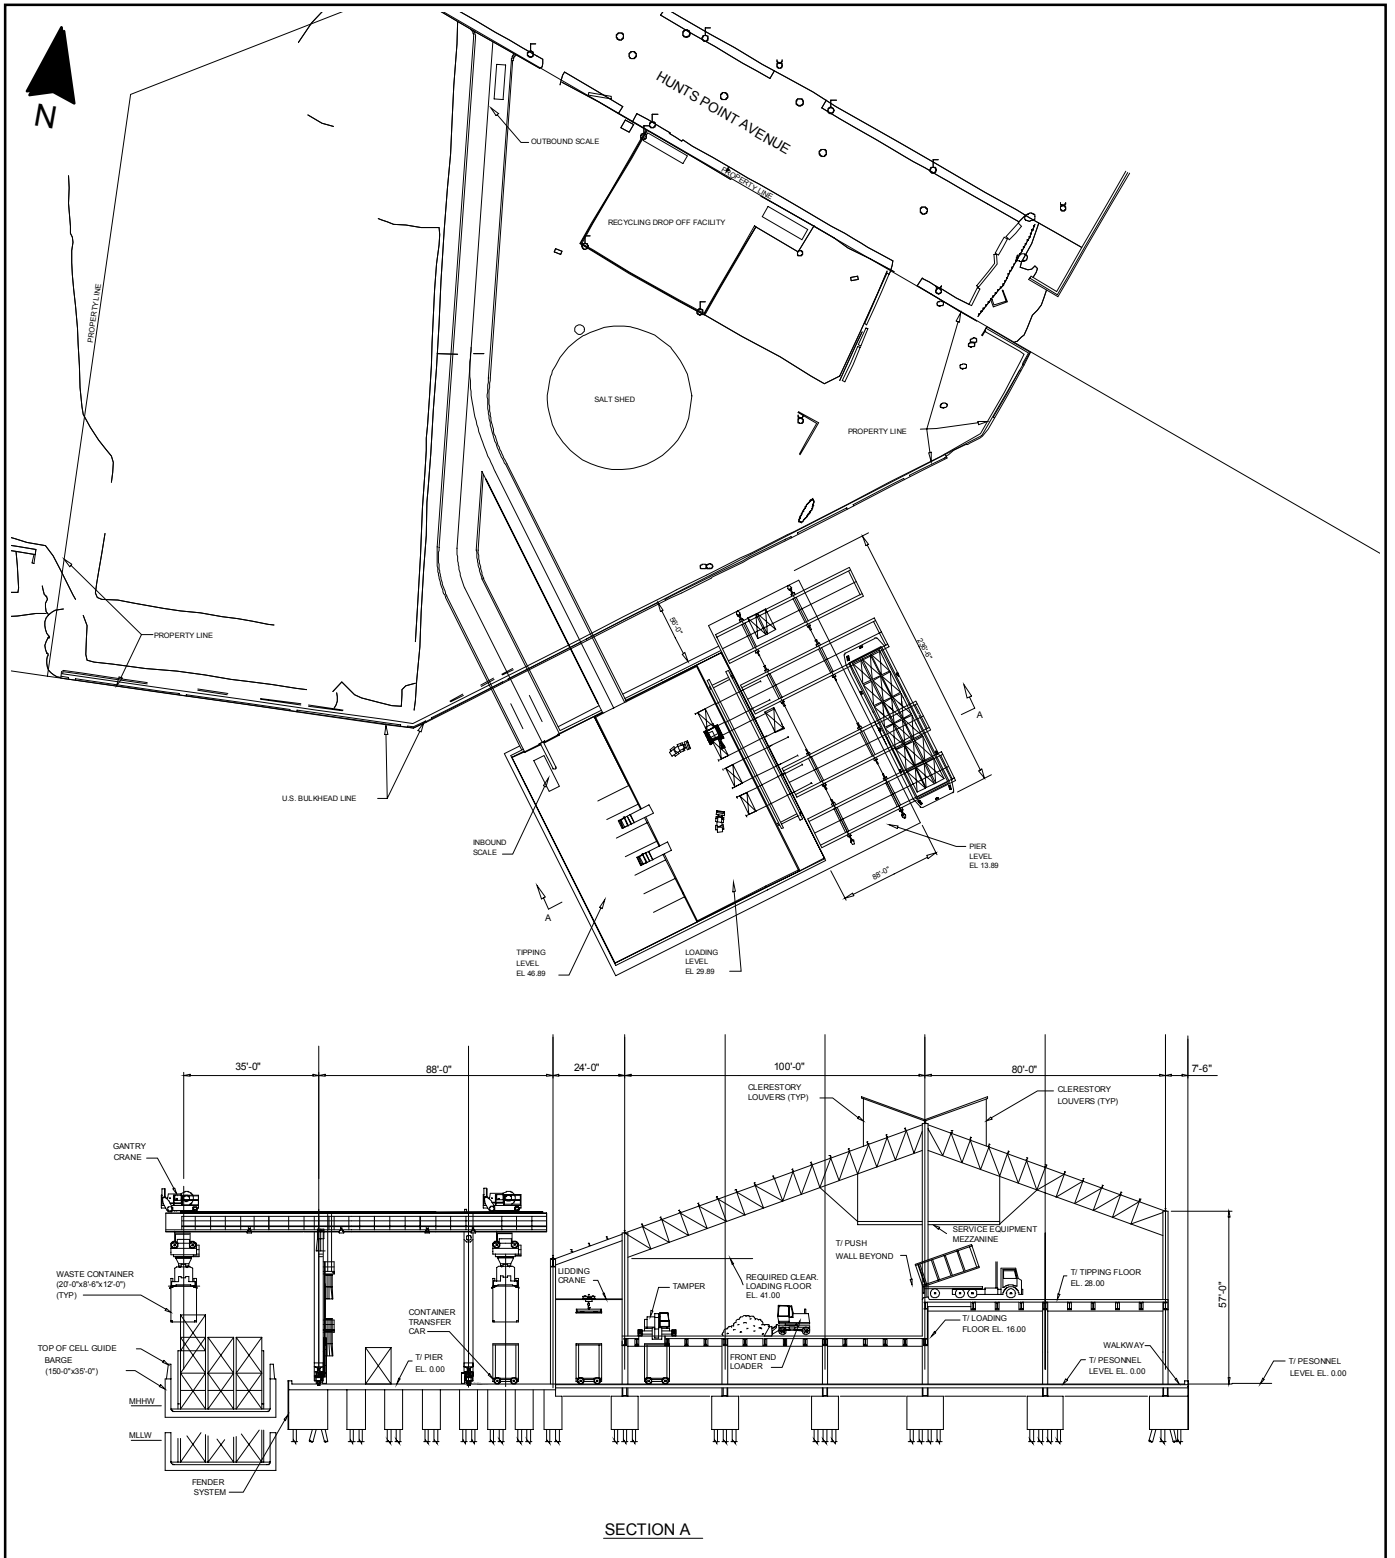 N
HUNTS POINT AVENUE
OUTBOUND SCALE
PROPERTY LINE
RECYCLING DROP OFF FACILITY
PROPERTY LINE
SALT SHED
PROPERTY LINE
PROPERTY LINE
96'-0"
236'-6"
A
U.S. BULKHEAD LINE
INBOUND
SCALE
PIER
LEVEL
EL 13.89
88'-0"
A
TIPPING
LEVEL
EL 46.89
LOADING
LEVEL
EL 29.89
35'-0"
88'-0"
24'-0"
100'-0"
80'-0"
7'-6"
CLERESTORY
LOUVERS (TYP)
CLERESTORY
LOUVERS (TYP)
GANTRY
CRANE
SERVICE EQUIPMENT
MEZZANINE
T/ PUSH
WALL BEYOND
WASTE CONTAINER
(20'-0"x8'-6"x12'-0")
(TYP)
LIDDING
CRANE
TAMPER
REQUIRED CLEAR.
LOADING FLOOR
EL. 41.00
T/ TIPPING FLOOR
EL. 28.00
57'-0"
CONTAINER
TRANSFER
CAR
T/ LOADING
FLOOR EL. 16.00
TOP OF CELL GUIDE
BARGE
(150-0"x35'-0")
T/ PIER
EL. 0.00
FRONT END
LOADER
WALKWAY
T/ PESONNEL
LEVEL EL. 0.00
T/ PESONNEL
LEVEL EL. 0.00
MHHW
MLLW
FENDER
SYSTEM
SECTION A